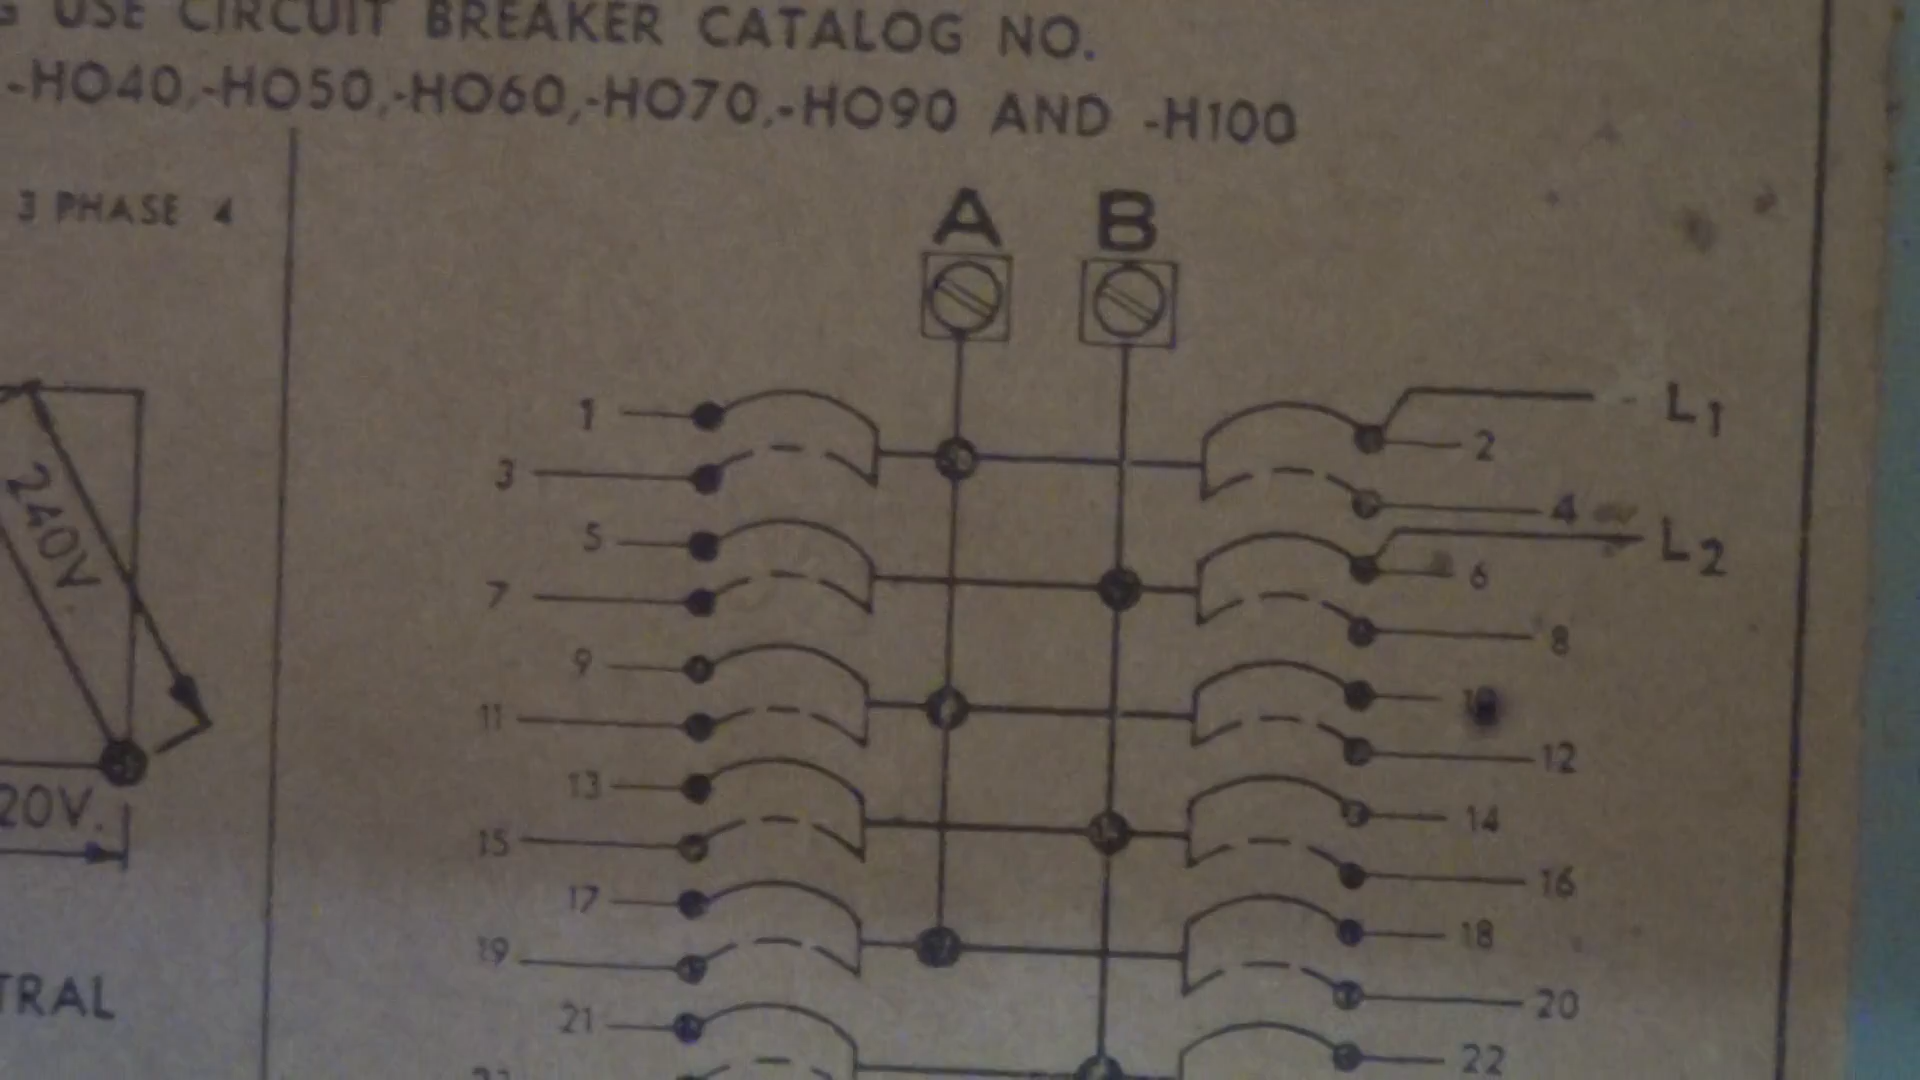 USE CIRCUIT BREAKER CATALOG NO.
-HO40,-HO50,-HO60,-HO70,-HO90 AND -H100
3 PHASE 4
A B
1 2 L1
3 4
5 6 L2
7 8
240V.
9
11 12
13 14
20V.
15 16
17 18
19 20
TRAL
21 22